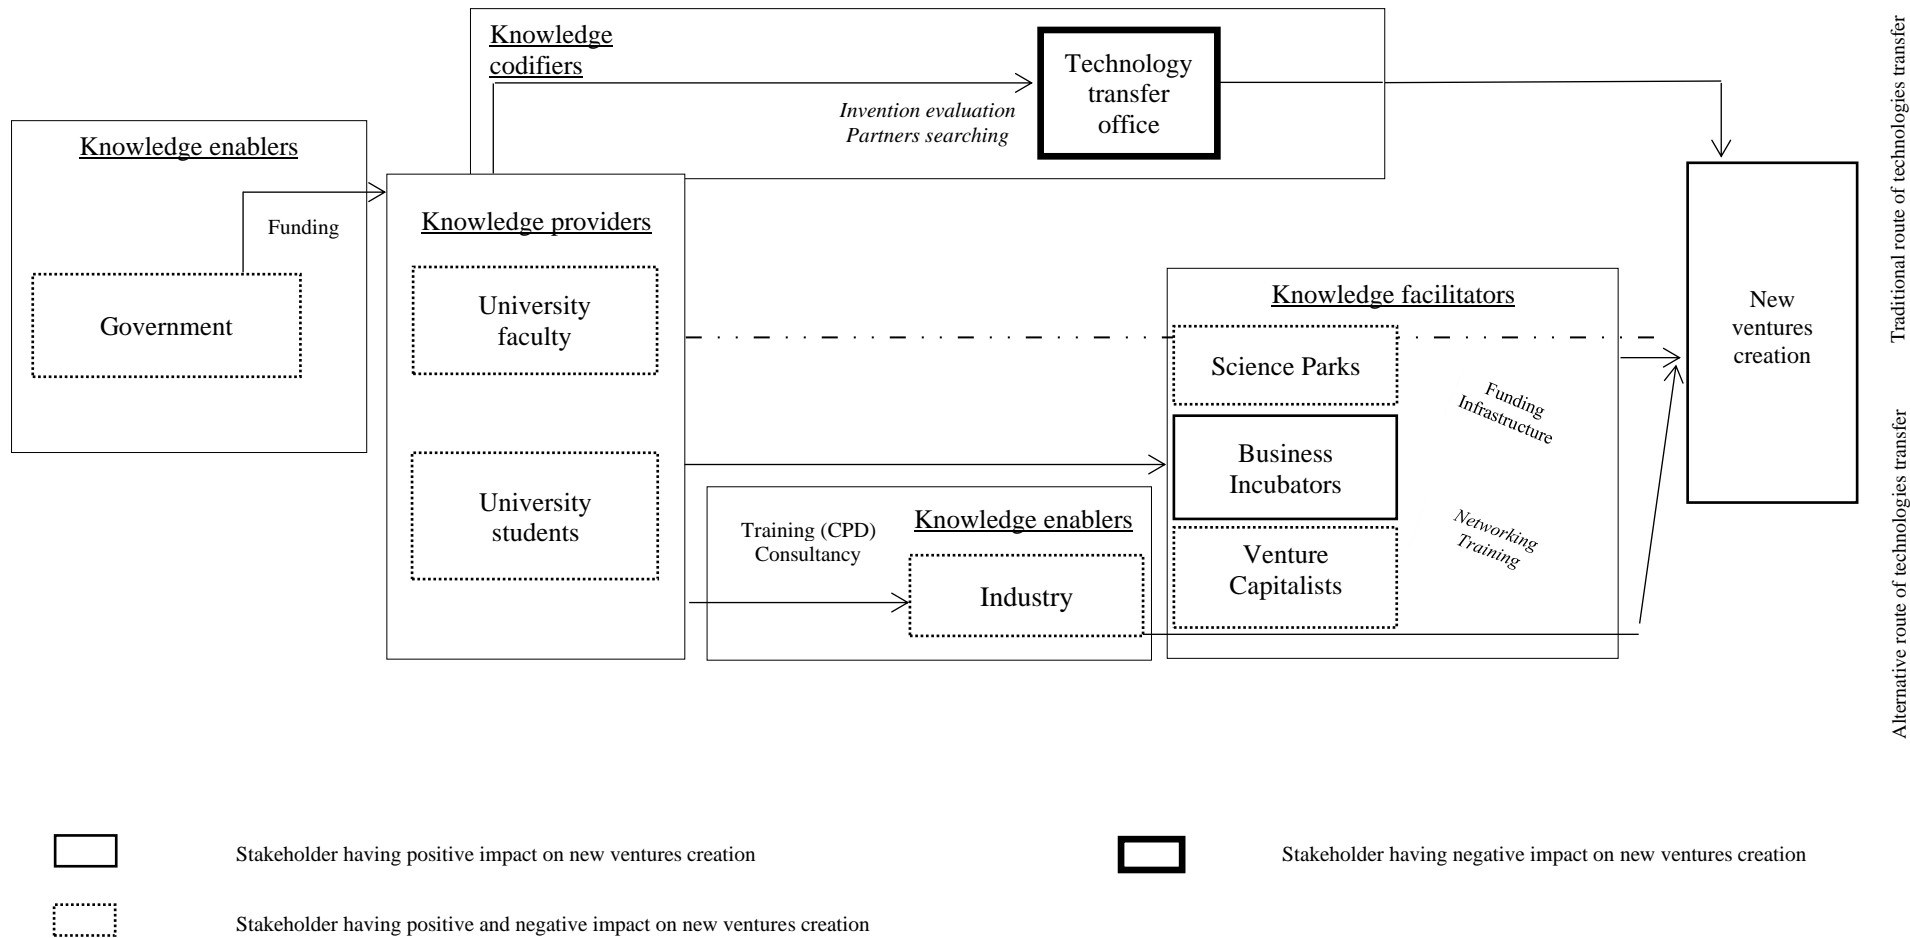 Knowledge
codifiers
Technology
transfer
office
Invention evaluation
Partners searching
Knowledge enablers
Funding
Government
Knowledge providers
University
faculty
University
students
Knowledge facilitators
Science Parks
Business
Incubators
Venture
Capitalists
Funding
Infrastructure
Networking
Training
Training (CPD)
Consultancy
Knowledge enablers
Industry
New
ventures
creation
Traditional route of technologies transfer
Alternative route of technologies transfer
Stakeholder having positive impact on new ventures creation
Stakeholder having negative impact on new ventures creation
Stakeholder having positive and negative impact on new ventures creation